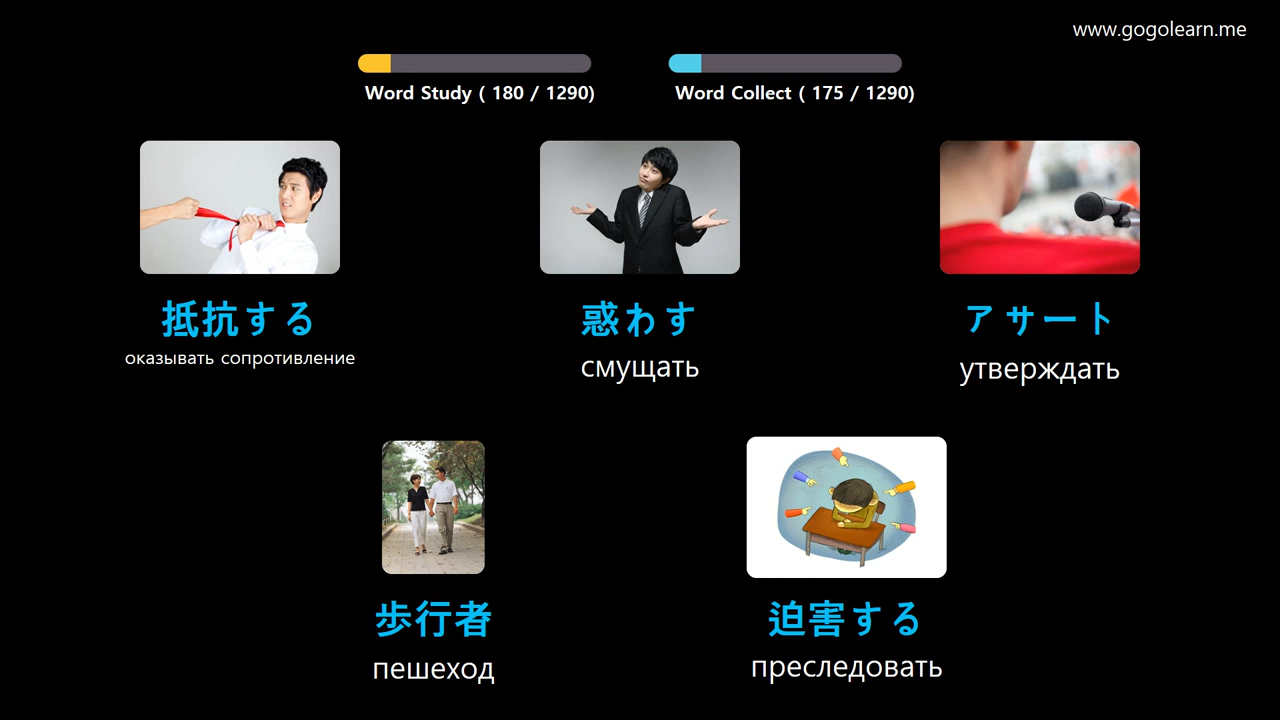 www.gogolearn.me
Word Study ( 180 / 1290)
Word Collect ( 175 / 1290)
抵抗する
оказывать сопротивление
惑わす
смущать
アサート
утверждать
歩行者
пешеход
迫害する
преследовать